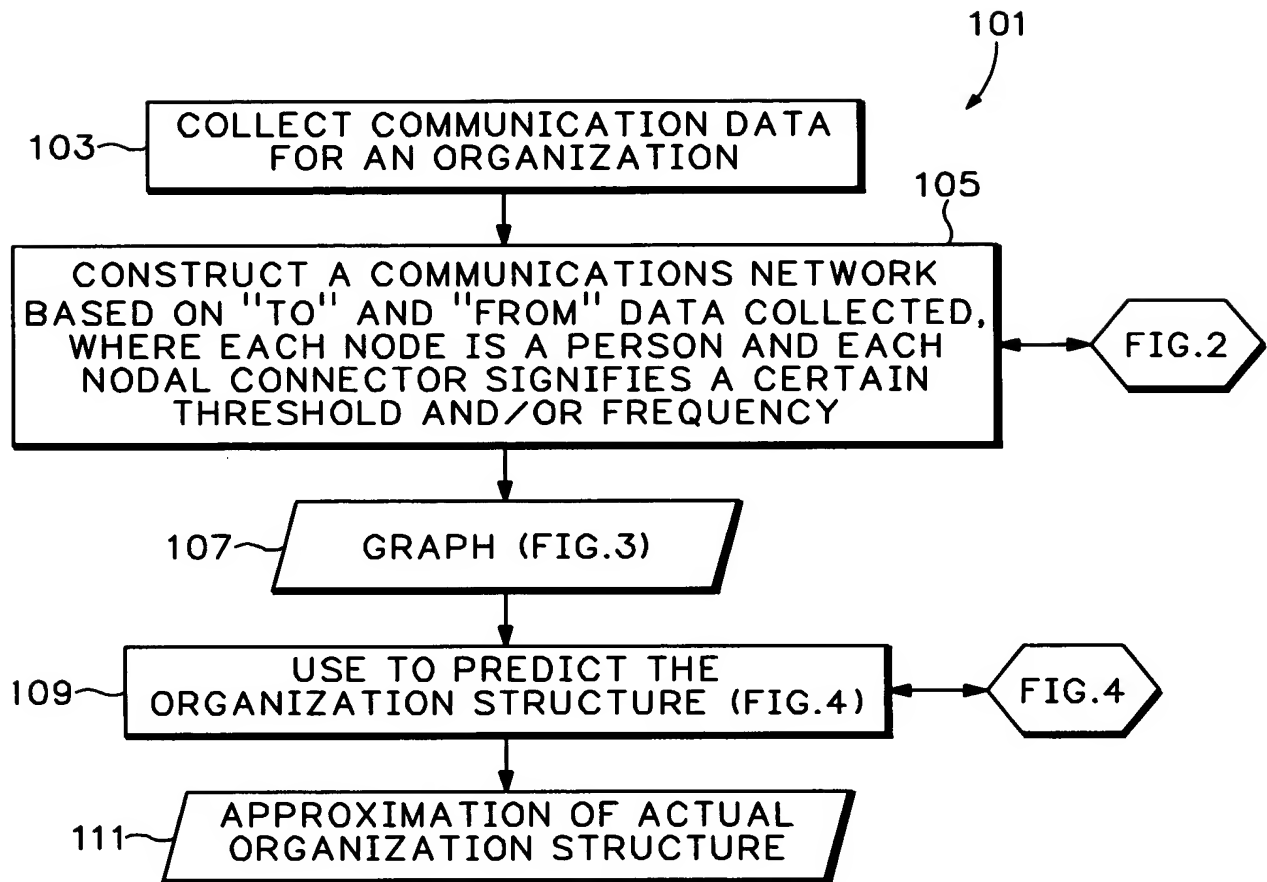 101
103
COLLECT COMMUNICATION DATA
FOR AN ORGANIZATION
105
CONSTRUCT A COMMUNICATIONS NETWORK
BASED ON "TO" AND "FROM" DATA COLLECTED,
WHERE EACH NODE IS A PERSON AND EACH
NODAL CONNECTOR SIGNIFIES A CERTAIN
THRESHOLD AND/OR FREQUENCY
FIG.2
107
GRAPH (FIG.3)
109
USE TO PREDICT THE
ORGANIZATION STRUCTURE (FIG.4)
FIG.4
111
APPROXIMATION OF ACTUAL
ORGANIZATION STRUCTURE